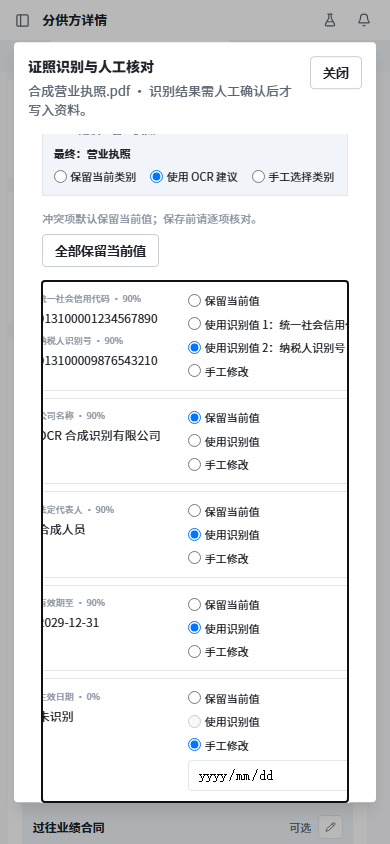 分供方详情
证照识别与人工核对
关闭
合成营业执照.pdf · 识别结果需人工确认后才
写入资料。
最终：营业执照
保留当前类别
使用 OCR 建议
手工选择类别
冲突项默认保留当前值；保存前请逐项核对。
全部保留当前值
统一社会信用代码 · 90%
913100001234567890
纳税人识别号 · 90%
913100009876543210
保留当前值
使用识别值 1：统一社会信用
使用识别值 2：纳税人识别号
手工修改
公司名称 · 90%
OCR 合成识别有限公司
保留当前值
使用识别值
手工修改
法定代表人 · 90%
合成人员
保留当前值
使用识别值
手工修改
有效期至 · 90%
2029-12-31
保留当前值
使用识别值
手工修改
生效日期 · 0%
未识别
保留当前值
使用识别值
手工修改
yyyy/mm/dd
过往业绩合同
可选